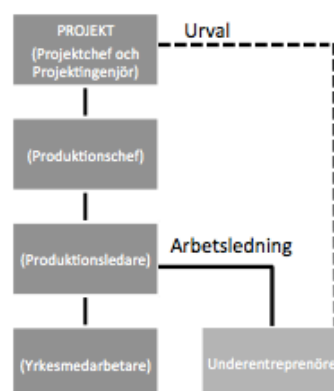 PROJEKT
(Projektchef och
Projektingenjör)
Urval
(Produktionschef)
(Produktionsledare)
Arbetsledning
(Yrkesmedarbetare)
Underentreprenöre